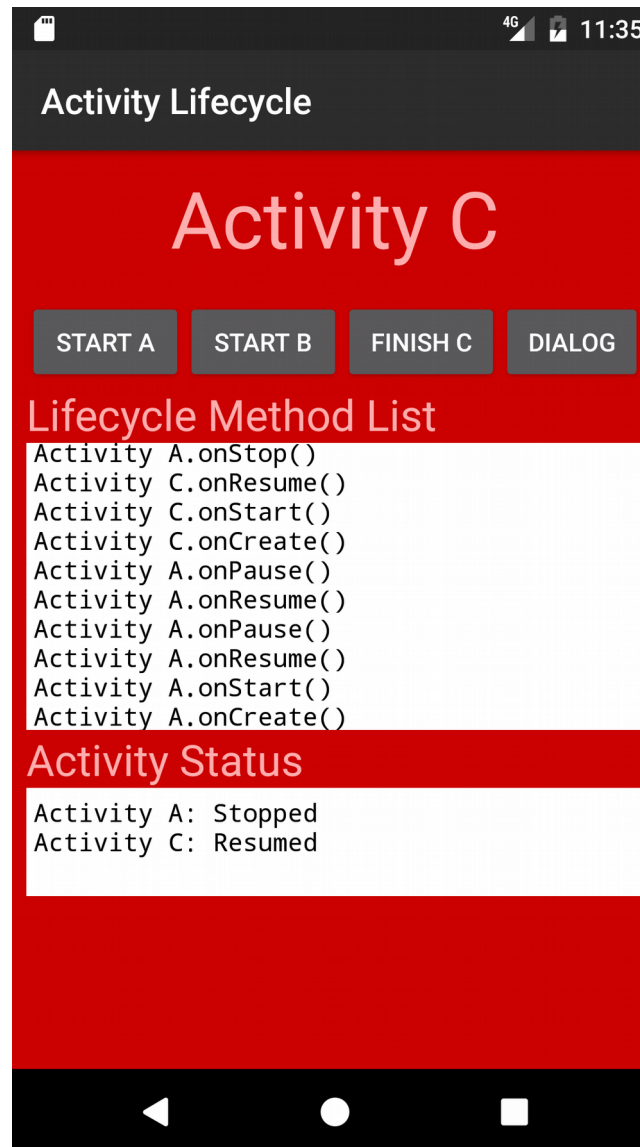 4G 11:35
Activity Lifecycle
Activity C
START A START B FINISH C DIALOG
Lifecycle Method List
Activity A.onStop()
Activity C.onResume()
Activity C.onStart()
Activity C.onCreate()
Activity A.onPause()
Activity A.onResume()
Activity A.onPause()
Activity A.onResume()
Activity A.onStart()
Activity A.onCreate()
Activity Status
Activity A: Stopped
Activity C: Resumed